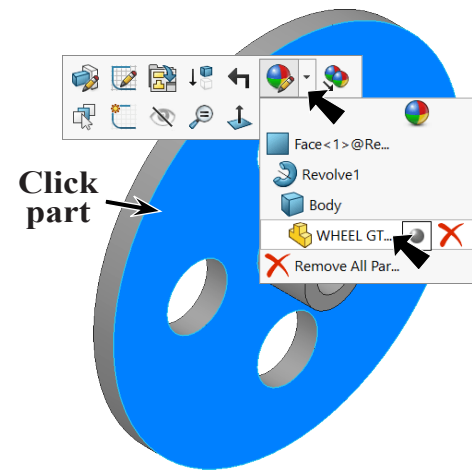 Click
part
Face<1>@Re...
Revolve1
Body
WHEEL GT...
Remove All Par...